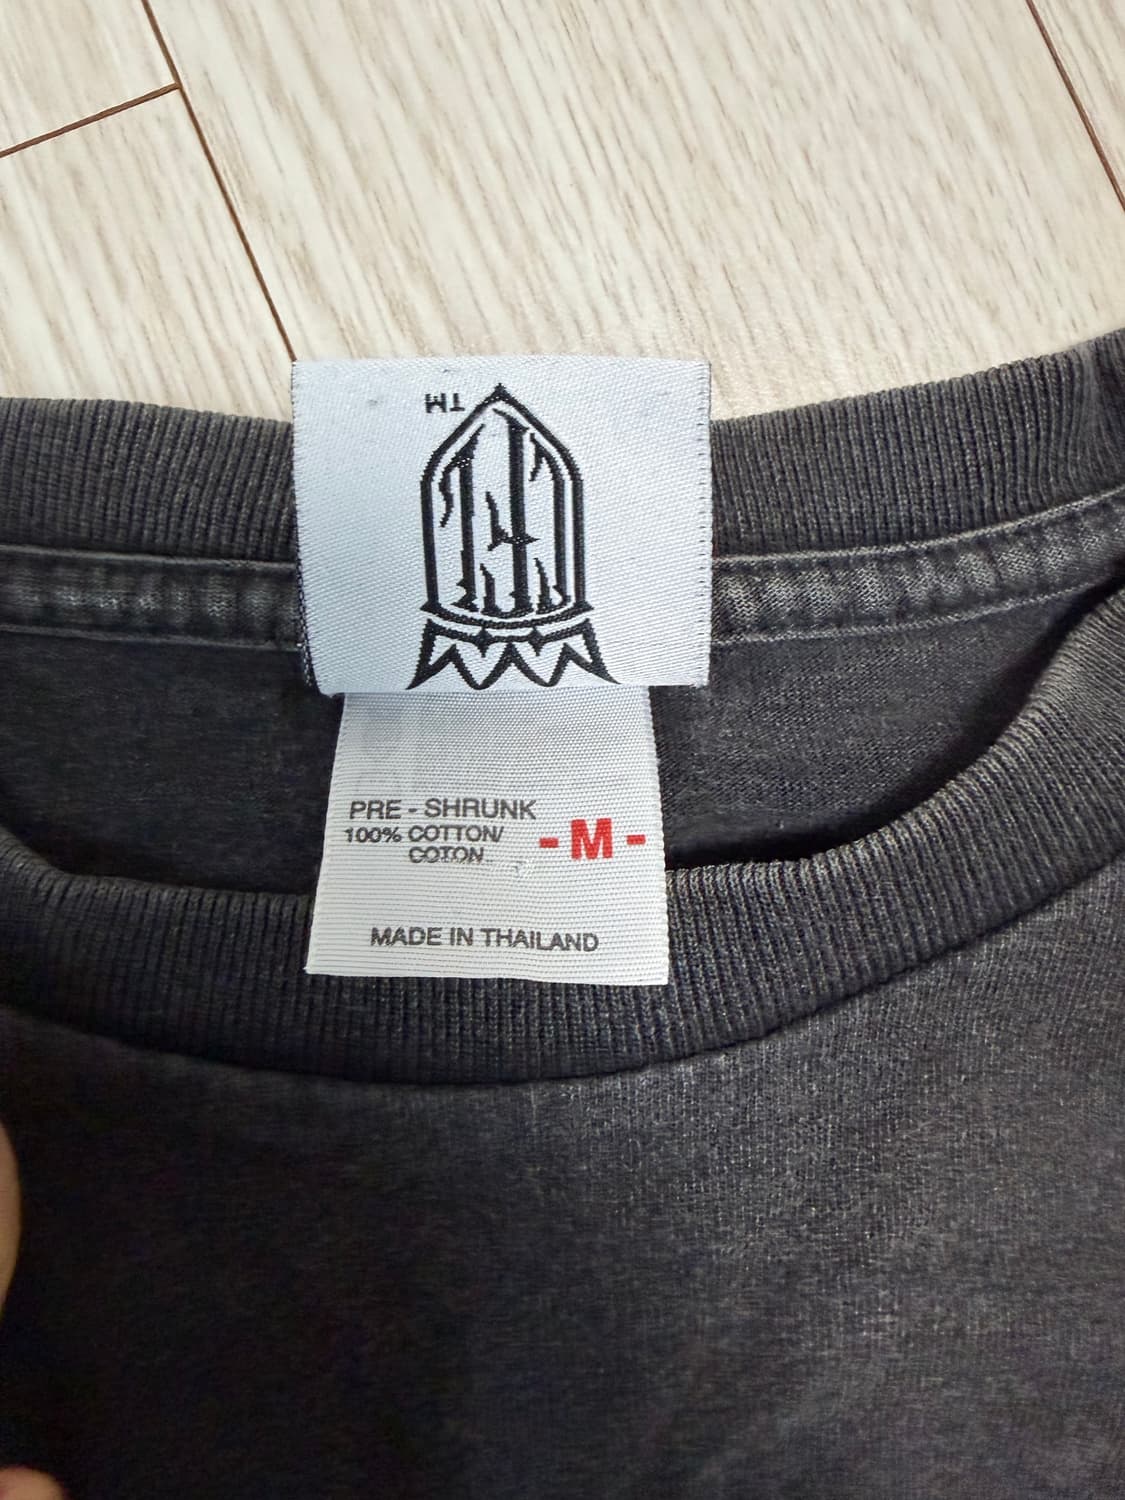 TM
PRE - SHRUNK
100% COTTON/
COTON
- M -
MADE IN THAILAND